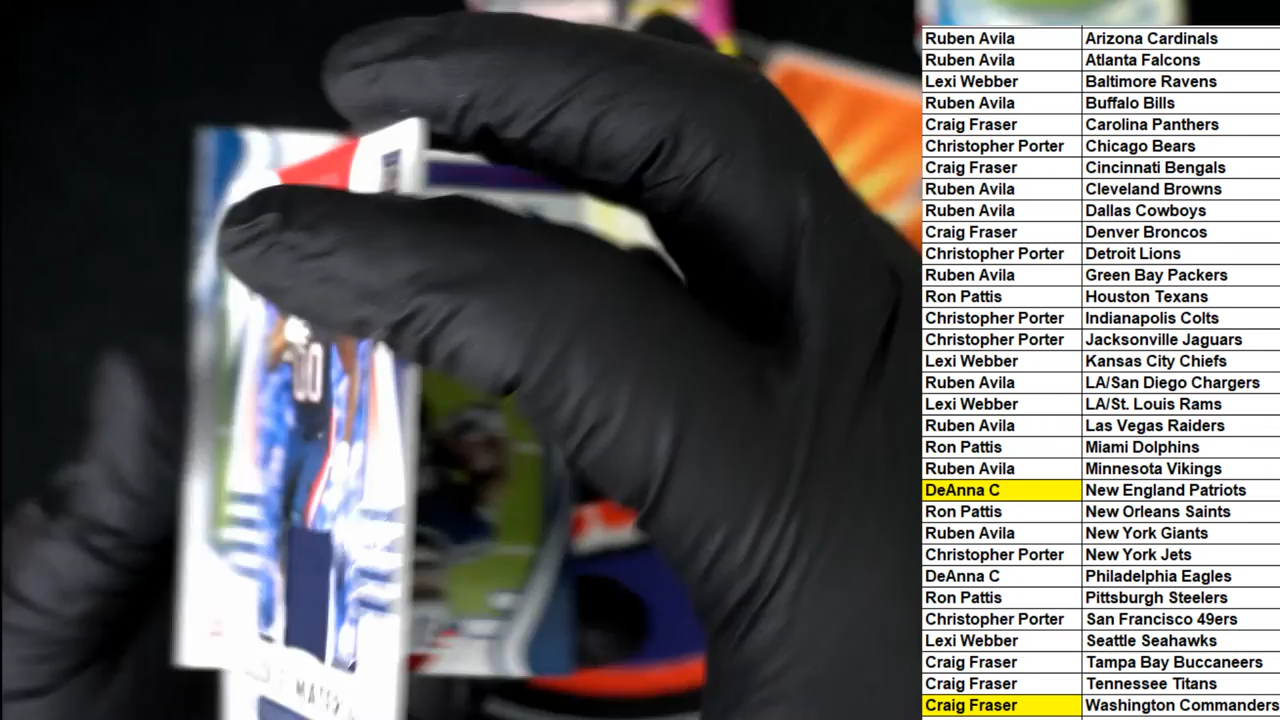 Ruben Avila Arizona Cardinals
Ruben Avila Atlanta Falcons
Lexi Webber Baltimore Ravens
Ruben Avila Buffalo Bills
Craig Fraser Carolina Panthers
Christopher Porter Chicago Bears
Craig Fraser Cincinnati Bengals
Ruben Avila Cleveland Browns
Ruben Avila Dallas Cowboys
Craig Fraser Denver Broncos
Christopher Porter Detroit Lions
Ruben Avila Green Bay Packers
Ron Pattis Houston Texans
Christopher Porter Indianapolis Colts
Christopher Porter Jacksonville Jaguars
Lexi Webber Kansas City Chiefs
Ruben Avila LA/San Diego Chargers
Lexi Webber LA/St. Louis Rams
Ruben Avila Las Vegas Raiders
Ron Pattis Miami Dolphins
Ruben Avila Minnesota Vikings
DeAnna C New England Patriots
Ron Pattis New Orleans Saints
Ruben Avila New York Giants
Christopher Porter New York Jets
DeAnna C Philadelphia Eagles
Ron Pattis Pittsburgh Steelers
Christopher Porter San Francisco 49ers
Lexi Webber Seattle Seahawks
Craig Fraser Tampa Bay Buccaneers
Craig Fraser Tennessee Titans
Craig Fraser Washington Commanders